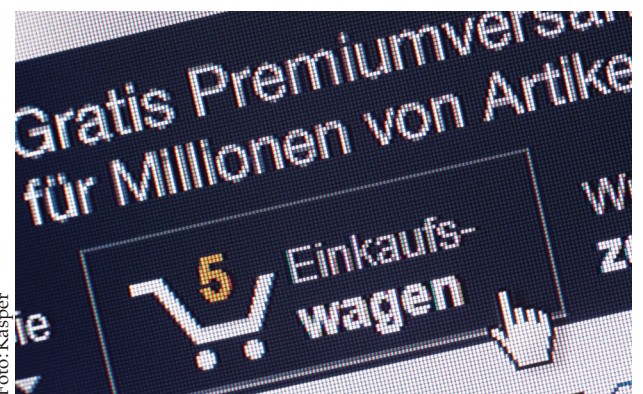 Gratis Premiumversan
für Millionen von Artike
5 Einkaufs-
wagen
Foto: Kasper